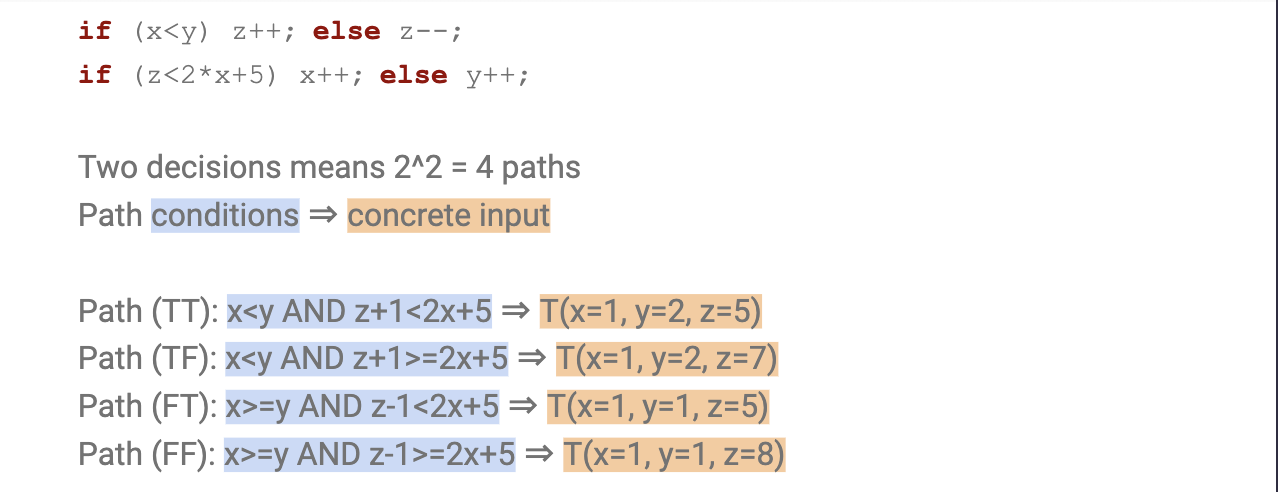 if (x<y) z++; else z--;
if (z<2*x+5) x++; else y++;
Two decisions means 2^2 = 4 paths
Path conditions ⇒ concrete input
Path (TT): x<y AND z+1<2x+5 ⇒ T(x=1, y=2, z=5)
Path (TF): x<y AND z+1>=2x+5 ⇒ T(x=1, y=2, z=7)
Path (FT): x>=y AND z-1<2x+5 ⇒ T(x=1, y=1, z=5)
Path (FF): x>=y AND z-1>=2x+5 ⇒ T(x=1, y=1, z=8)